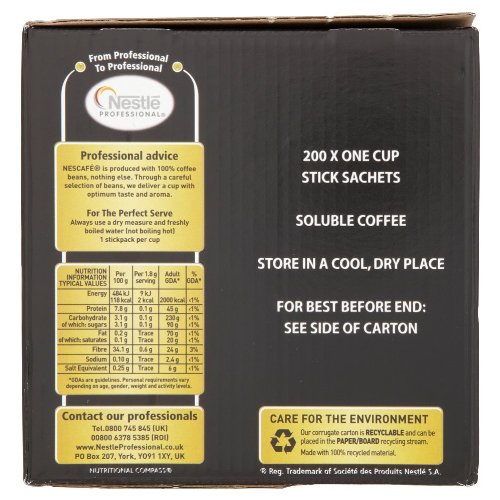 From Professional
To Professional
Nestlé
PROFESSIONAL®
Professional advice
NESCAFÉ® is produced with 100% coffee
beans, nothing else. Through a careful
selection of beans, we deliver a cup with
optimum taste and aroma.
For The Perfect Serve
Always use a dry measure and freshly
boiled water (not boiling hot)
1 stickpack per cup
NUTRITION INFORMATION TYPICAL VALUES Per 100 g Per 1.8 g serving Adult GDA* % GDA*
Energy 484 kJ 9 kJ
118 kcal 2 kcal 2000 kcal <1%
Protein 7.8 g 0.1 g 45 g <1%
Carbohydrate 3.1 g 0.1 g 230 g <1%
of which: sugars 3.1 g 0.1 g 90 g <1%
Fat 0.2 g Trace 70 g <1%
of which: saturates 0.1 g Trace 20 g <1%
Fibre 34.1 g 0.6 g 24 g 3%
Sodium 0.10 g Trace 2.4 g <1%
Salt Equivalent 0.25 g Trace 6 g <1%
*GDAs are guidelines. Personal requirements vary
depending on age, gender, weight and activity levels.
Contact our professionals
Tel.0800 745 845 (UK)
00800 6378 5385 (ROI)
www.NestleProfessional.co.uk
PO Box 207, York, YO91 1XY, UK
NUTRITIONAL COMPASS®
200 X ONE CUP
STICK SACHETS
SOLUBLE COFFEE
STORE IN A COOL, DRY PLACE
FOR BEST BEFORE END:
SEE SIDE OF CARTON
CARE FOR THE ENVIRONMENT
Our corrugate carton is RECYCLABLE and can be
placed in the PAPER/BOARD recycling stream.
Made with 100% recycled material.
® Reg. Trademark of Société des Produits Nestlé S.A.